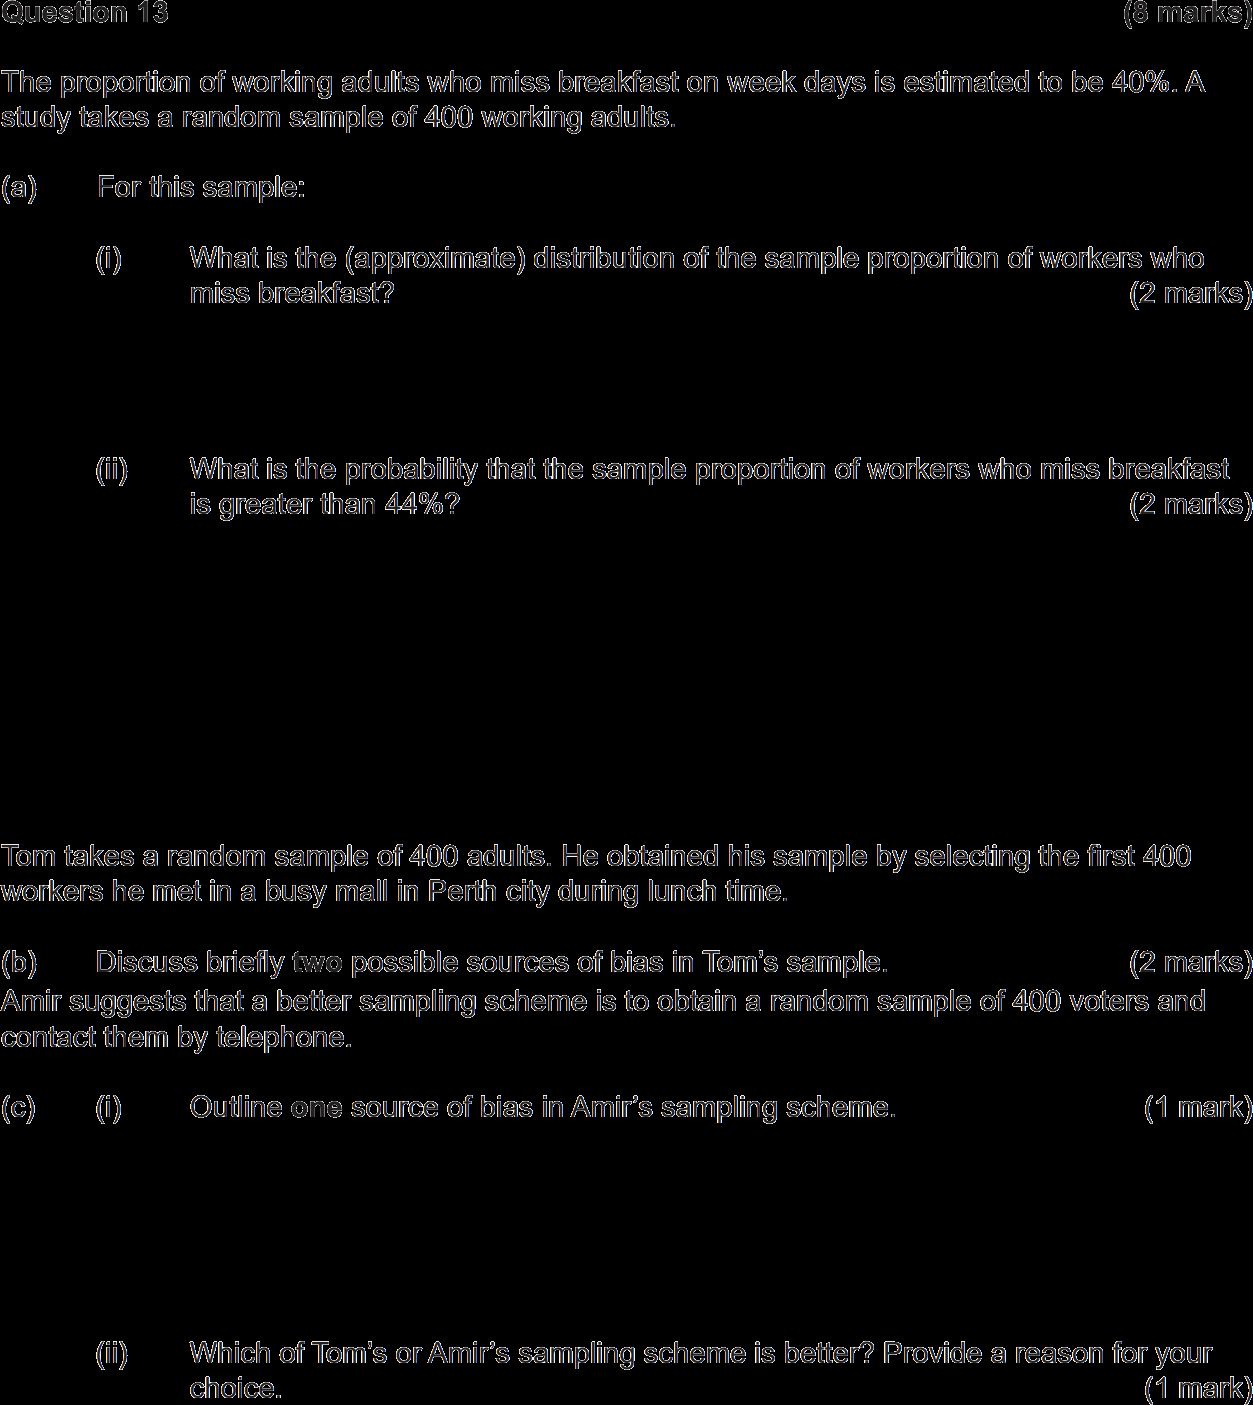 Question 13 (8 marks)
The proportion of working adults who miss breakfast on week days is estimated to be 40%. A
study takes a random sample of 400 working adults.
(a) For this sample:
(i) What is the (approximate) distribution of the sample proportion of workers who
miss breakfast? (2 marks)
(ii) What is the probability that the sample proportion of workers who miss breakfast
is greater than 44%? (2 marks)
Tom takes a random sample of 400 adults. He obtained his sample by selecting the first 400
workers he met in a busy mall in Perth city during lunch time.
(b) Discuss briefly two possible sources of bias in Tom's sample. (2 marks)
Amir suggests that a better sampling scheme is to obtain a random sample of 400 voters and
contact them by telephone.
(c) (i) Outline one source of bias in Amir's sampling scheme. (1 mark)
(ii) Which of Tom's or Amir's sampling scheme is better? Provide a reason for your
choice. (1 mark)